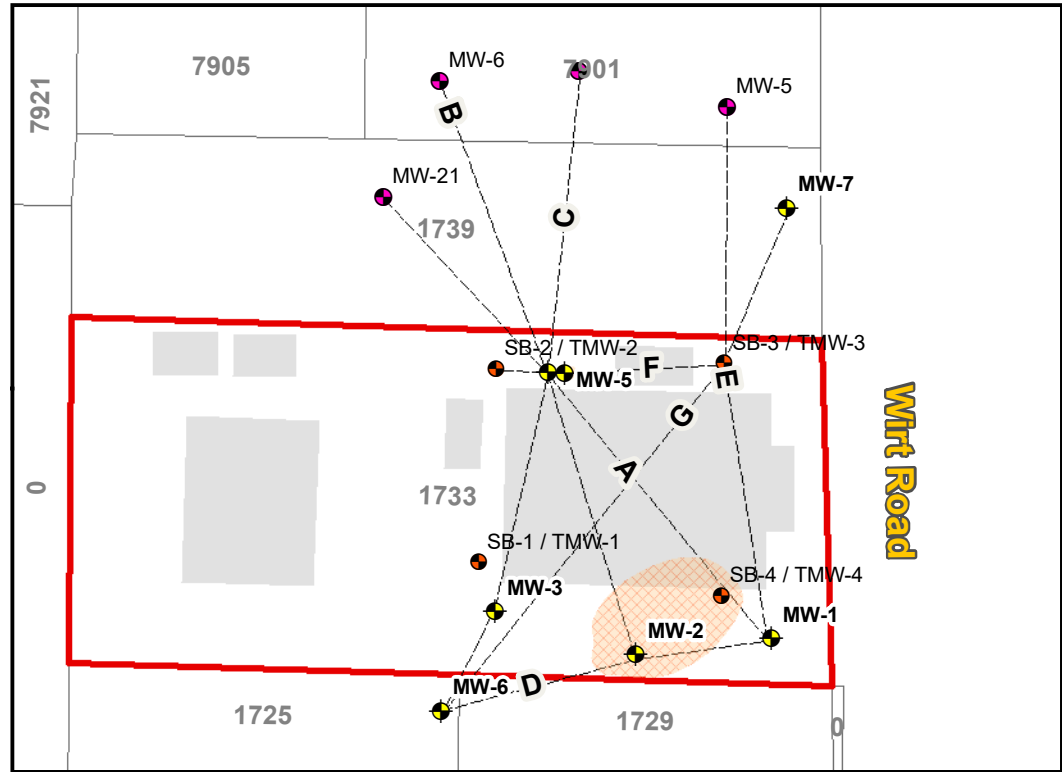 MW-6
7905
7901
B
MW-5
7921
MW-21
MW-7
C
1739
SB-2 / TMW-2
SB-3 / TMW-3
F
MW-5
E
G
Wirt Road
A
0
1733
SB-1 / TMW-1
SB-4 / TMW-4
MW-3
MW-1
MW-2
MW-6
D
1725
1729
0